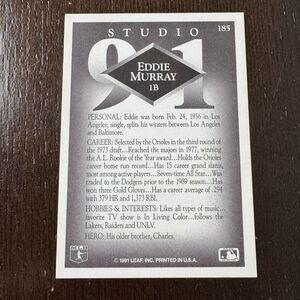 STUDIO
185
91
EDDIE
MURRAY
1B
PERSONAL: Eddie was born Feb. 24, 1956 in Los
Angeles; single, splits his winters between Los Angeles
and Baltimore.
CAREER: Selected by the Orioles in the third round of
the 1973 draft...Reached the majors in 1977, winning
the A.L. Rookie of the Year award...Holds the Orioles
career home run record...Has 15 career grand slams,
most among active players...Seven-time All Star...Was
traded to the Dodgers prior to the 1989 season...Has
won three Gold Gloves...Has a career average of .294
with 379 HR and 1,373 RBI.
HOBBIES & INTERESTS: Likes all types of music...
favorite TV show is In Living Color...follows the
Lakers, Raiders and UNLV.
HERO: His older brother, Charles.
© 1991 LEAF, INC. PRINTED IN U.S.A.